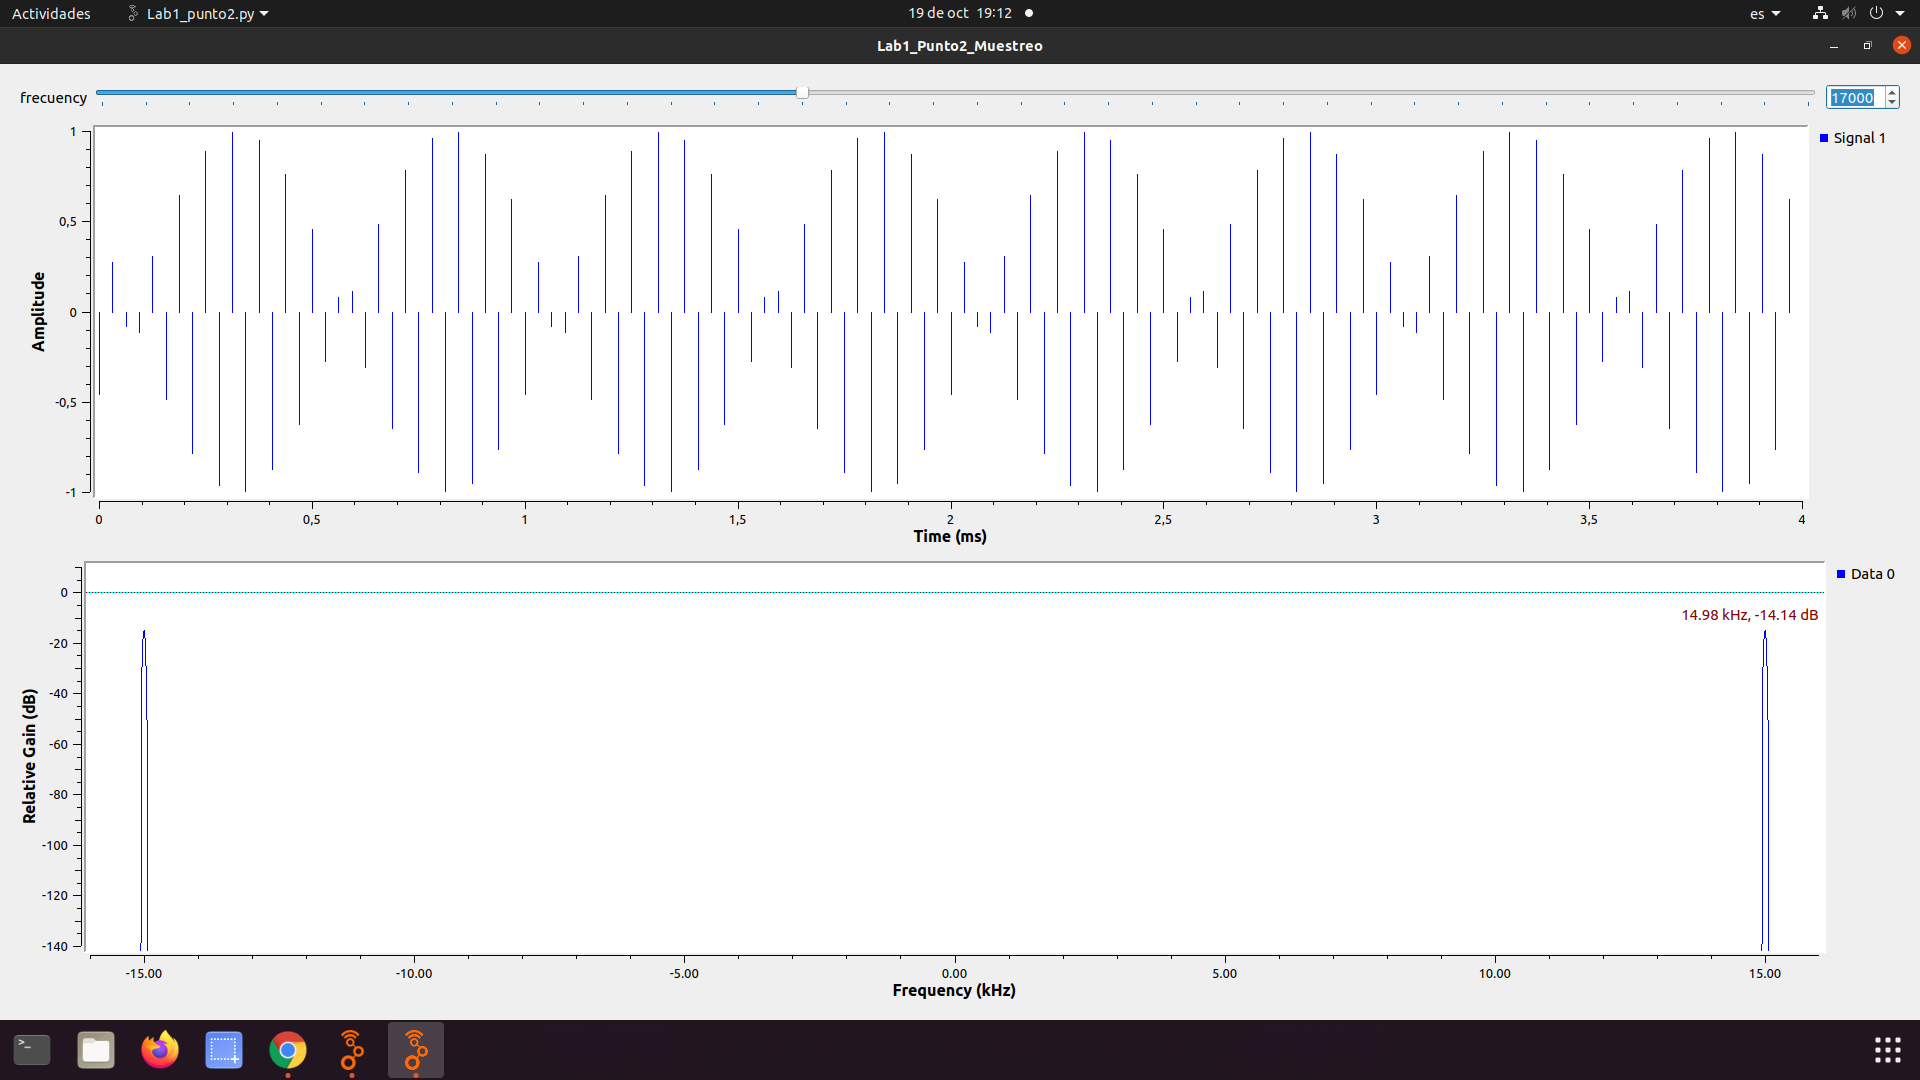 Actividades
Lab1_punto2.py
19 de oct 19:12
es
Lab1_Punto2_Muestreo
frecuency
17000
Signal 1
1
0,5
0
-0,5
-1
Amplitude
0 0,5 1 1,5 2 2,5 3 3,5 4
Time (ms)
Data 0
14.98 kHz, -14.14 dB
0
-20
-40
-60
-80
-100
-120
-140
Relative Gain (dB)
-15.00 -10.00 -5.00 0.00 5.00 10.00 15.00
Frequency (kHz)
>_